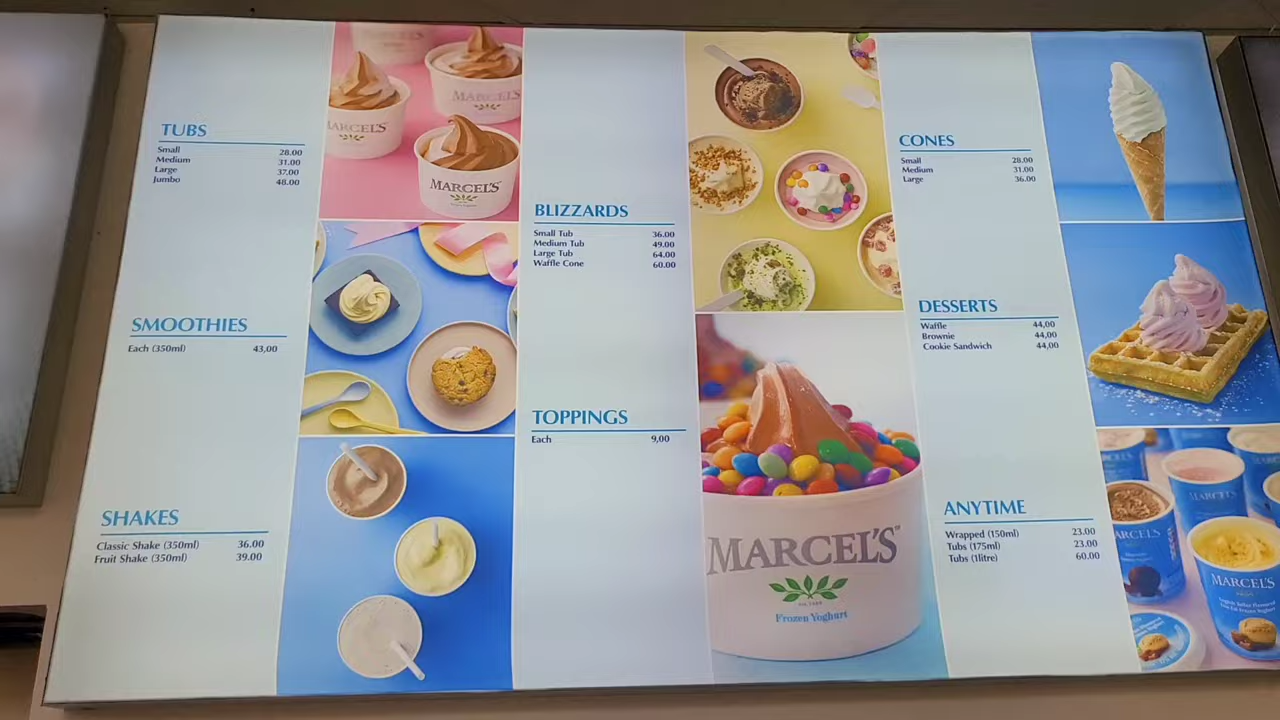 TUBS
Small 28.00
Medium 31.00
Large 37.00
Jumbo 48.00
SMOOTHIES
Each (350ml) 43,00
SHAKES
Classic Shake (350ml) 36.00
Fruit Shake (350ml) 39.00
MARCEL'S
MARCEL'S
MARCEL'S
BLIZZARDS
Small Tub 36.00
Medium Tub 49.00
Large Tub 64.00
Waffle Cone 60.00
TOPPINGS
Each 9,00
MARCEL'S™
Frozen Yoghurt
CONES
Small 28.00
Medium 31.00
Large 36.00
DESSERTS
Waffle 44,00
Brownie 44,00
Cookie Sandwich 44,00
ANYTIME
Wrapped (150ml) 23.00
Tubs (175ml) 23.00
Tubs (1litre) 60.00
MARCEL'S
MARCEL'S